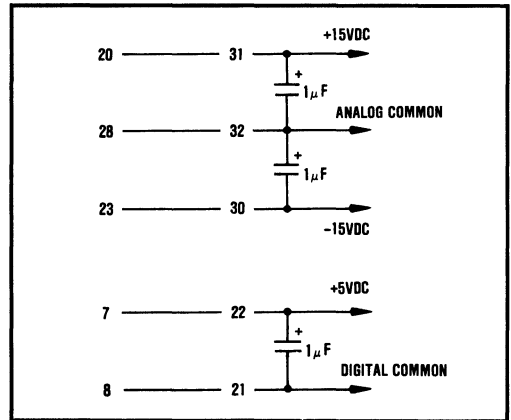 +15VDC
20 31
+
1µF
ANALOG COMMON
28 32
+
1µF
23 30
-15VDC
+5VDC
7 22
+
1µF
DIGITAL COMMON
8 21